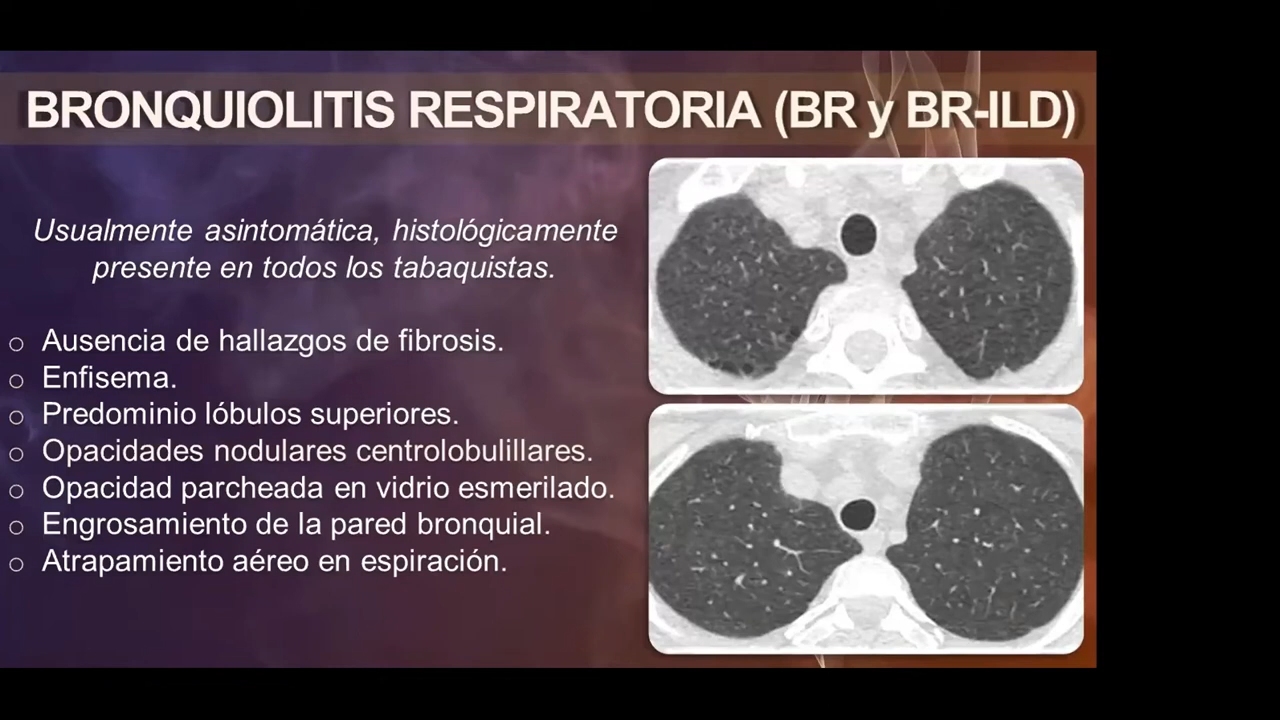 BRONQUIOLITIS RESPIRATORIA (BR y BR-ILD)
Usualmente asintomática, histológicamente
presente en todos los tabaquistas.
○ Ausencia de hallazgos de fibrosis.
○ Enfisema.
○ Predominio lóbulos superiores.
○ Opacidades nodulares centrolobulillares.
○ Opacidad parcheada en vidrio esmerilado.
○ Engrosamiento de la pared bronquial.
○ Atrapamiento aéreo en espiración.